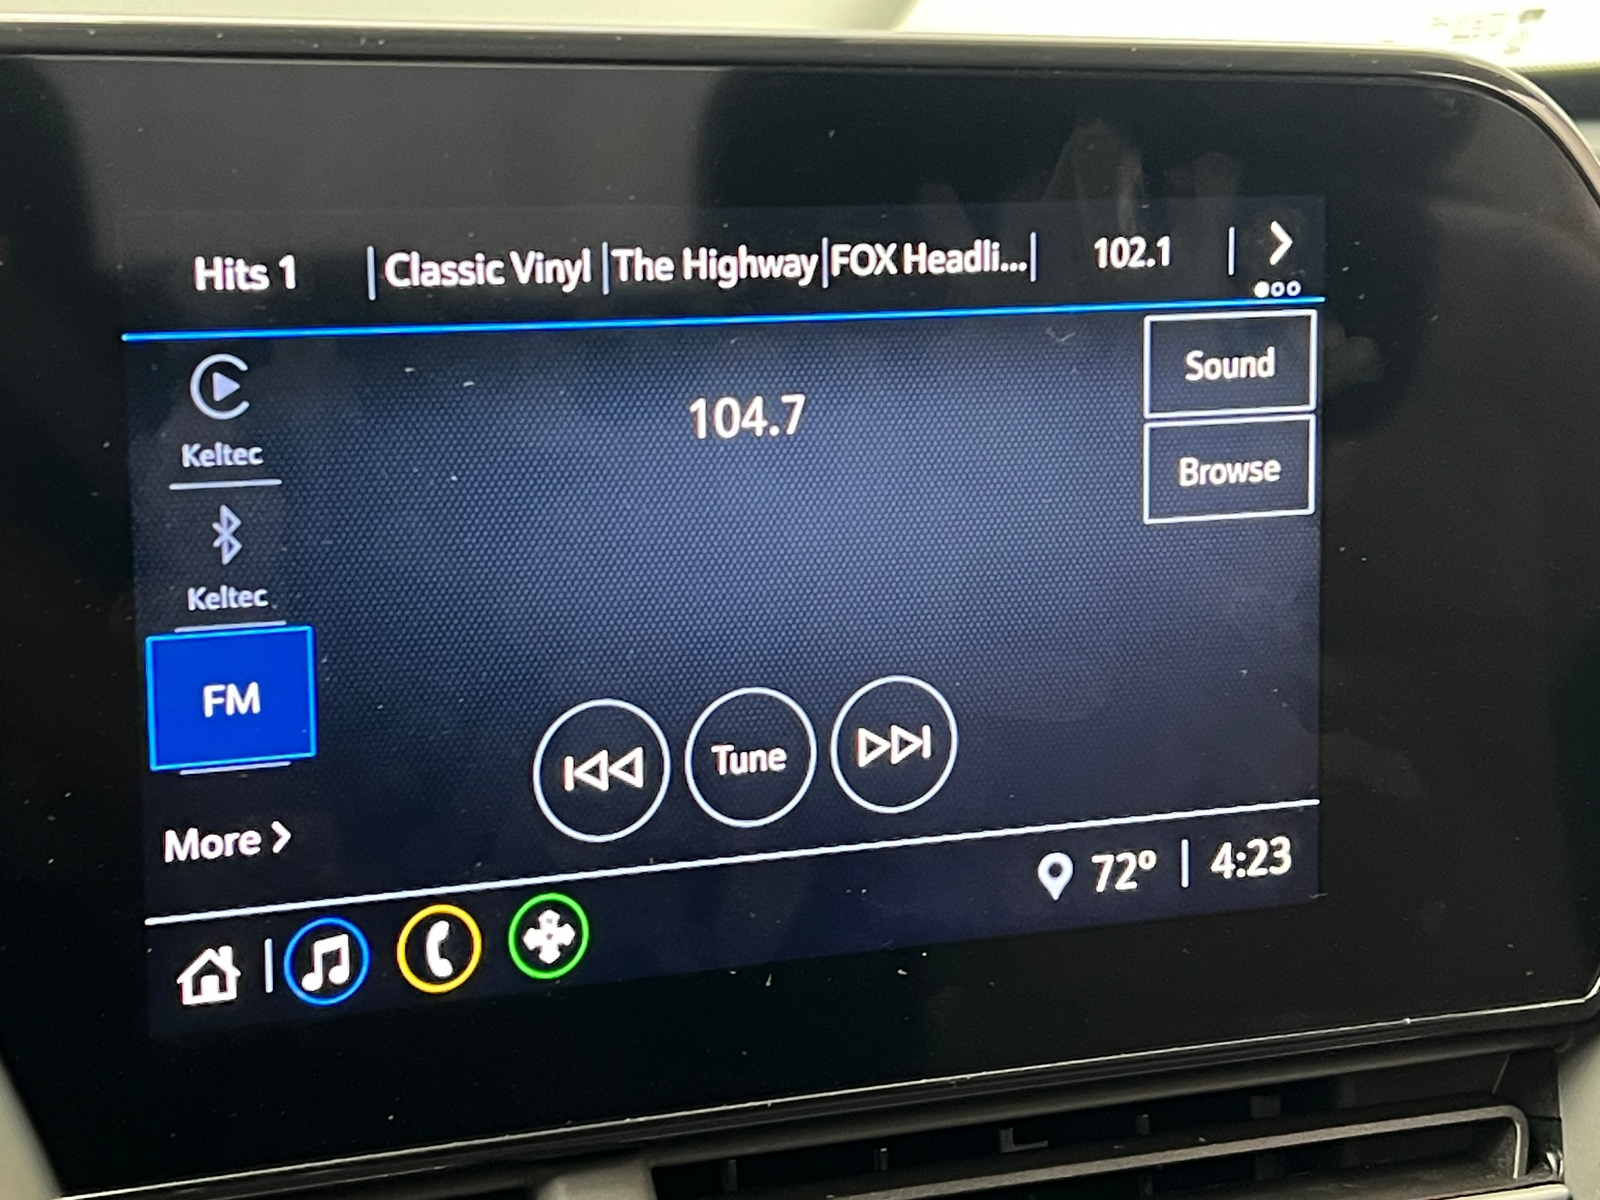 Hits 1 | Classic Vinyl | The Highway | FOX Headli... | 102.1 |
Keltec
104.7
Sound
Browse
Keltec
FM
Tune
More
72° | 4:23